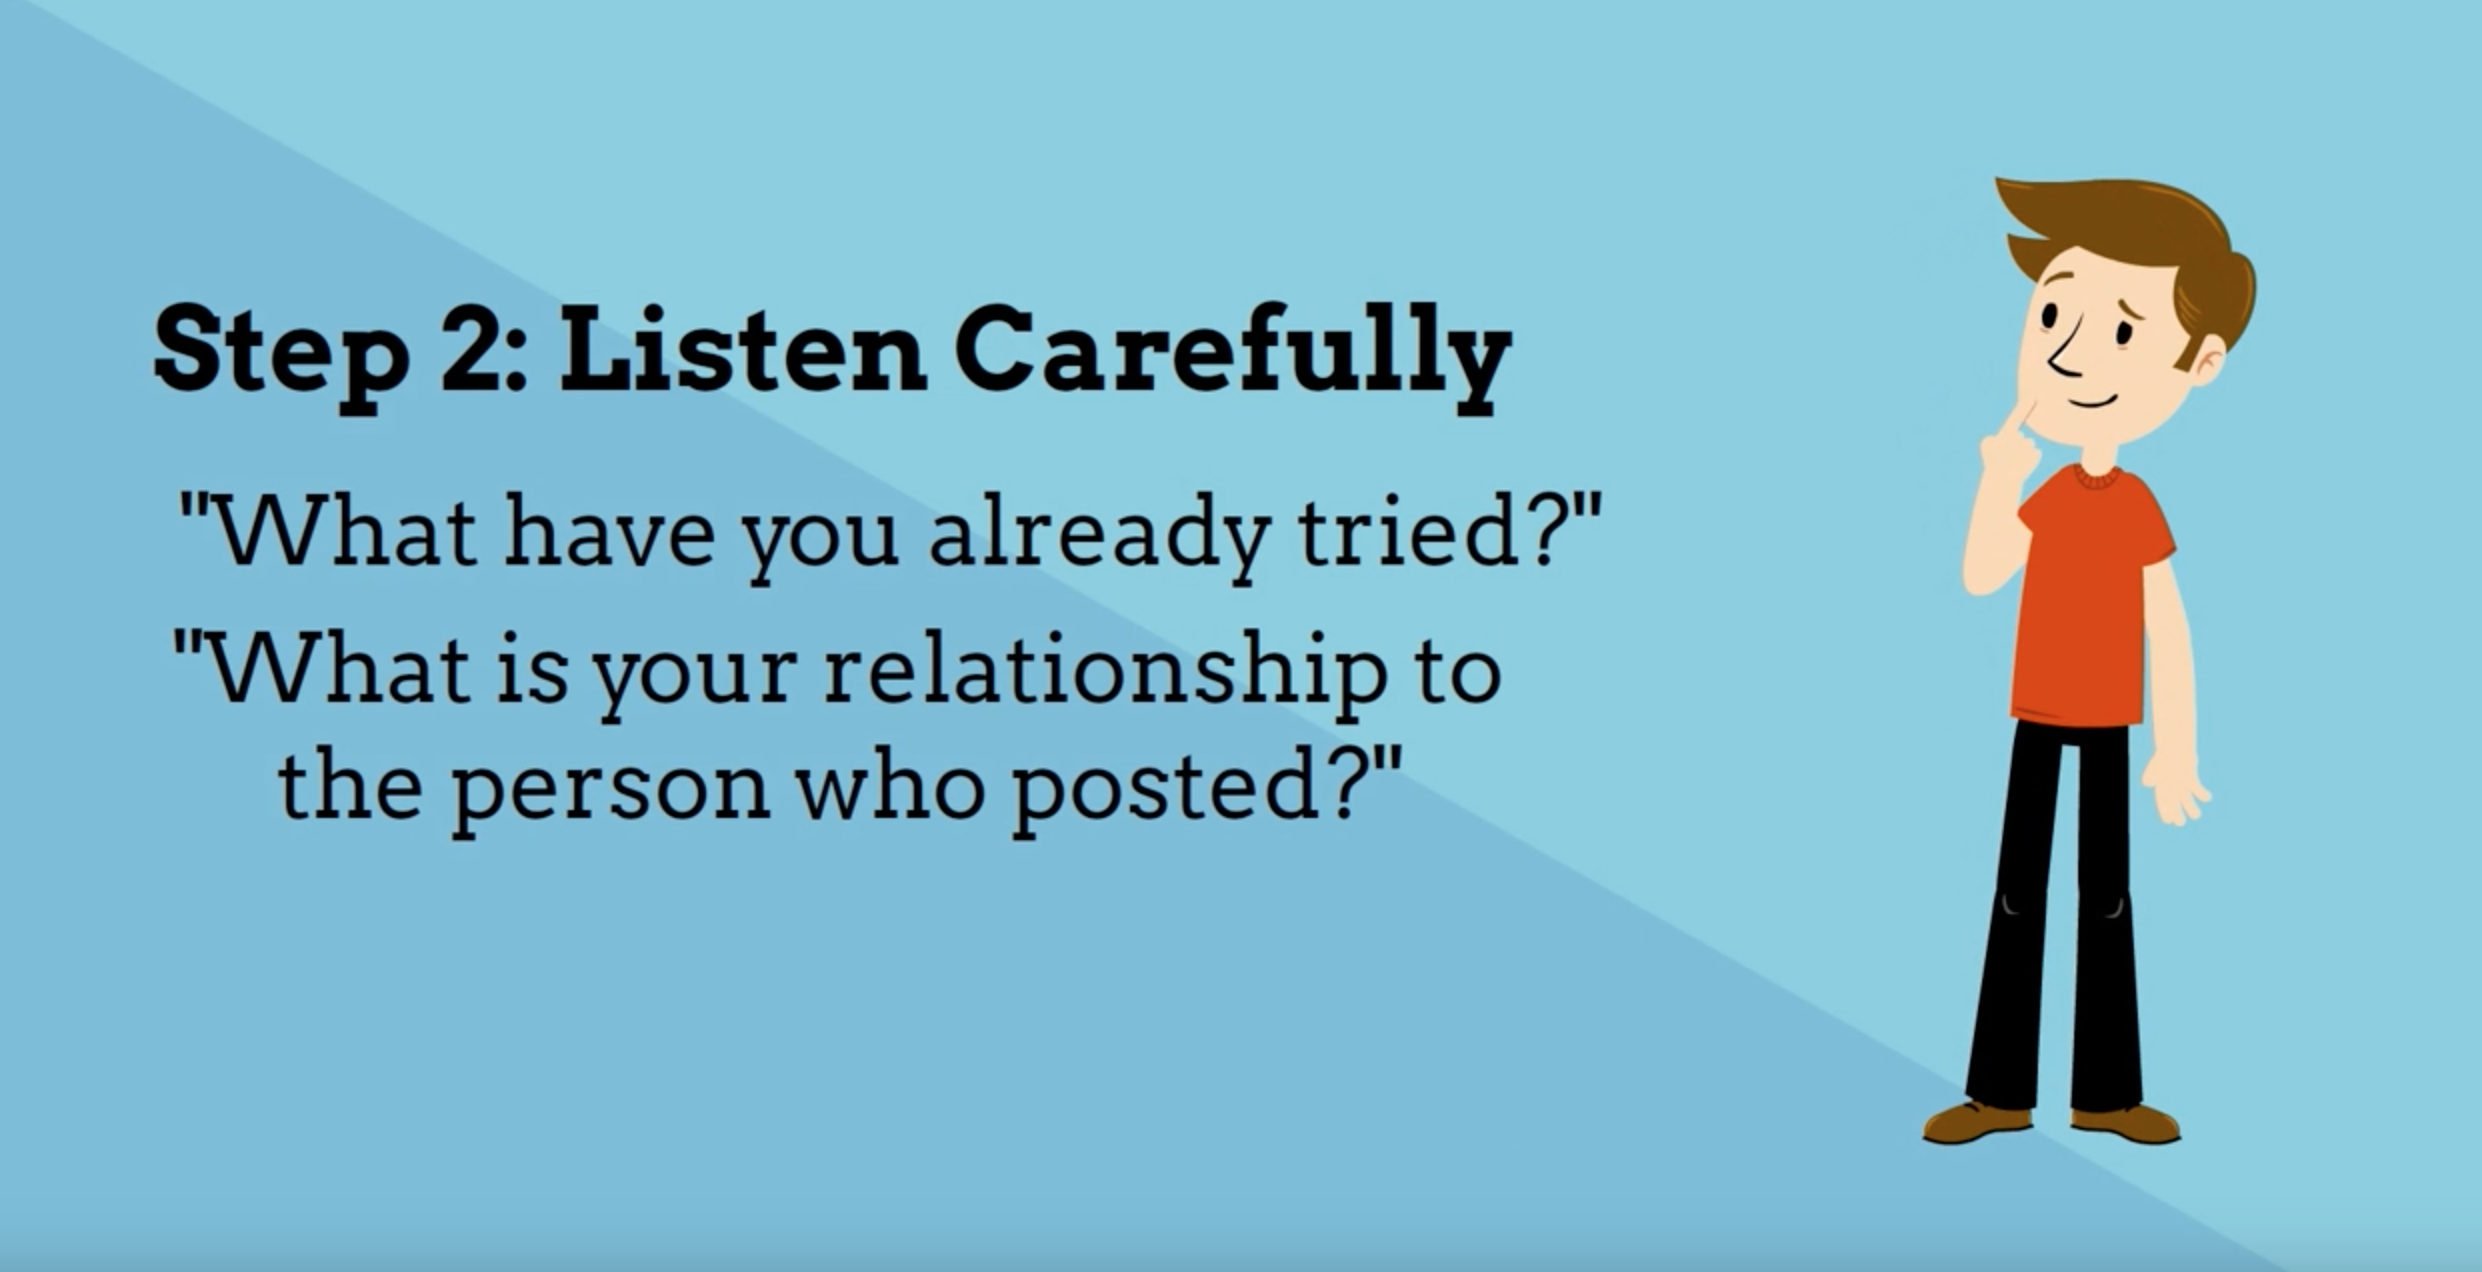 Step 2: Listen Carefully
"What have you already tried?"
"What is your relationship to
the person who posted?"